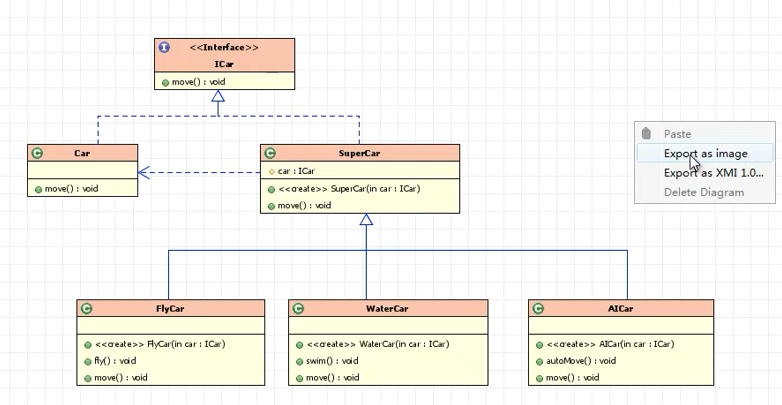 <<Interface>>
ICar
move() : void
Car
move() : void
SuperCar
car : ICar
<<create>> SuperCar(in car : ICar)
move() : void
Paste
Export as image
Export as XMI 1.0...
Delete Diagram
FlyCar
<<create>> FlyCar(in car : ICar)
fly() : void
move() : void
WaterCar
<<create>> WaterCar(in car : ICar)
swim() : void
move() : void
AICar
<<create>> AICar(in car : ICar)
autoMove() : void
move() : void